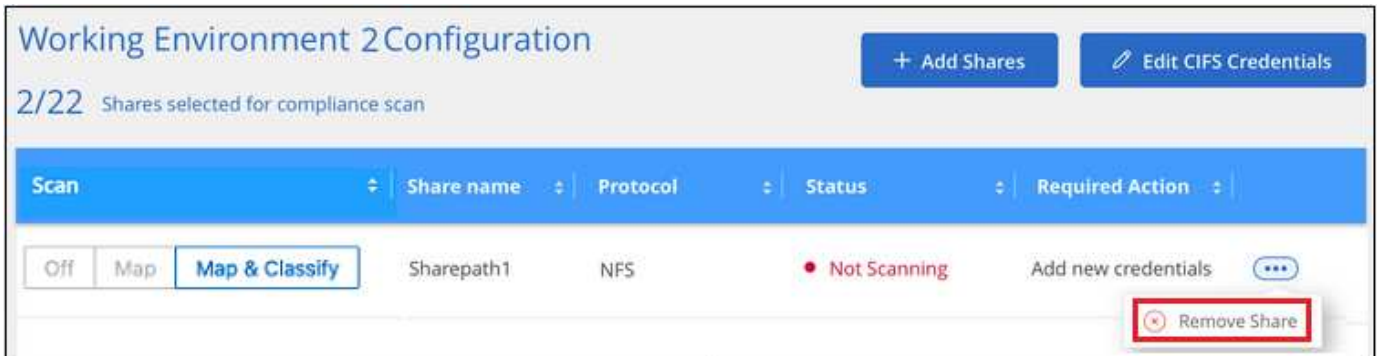 Working Environment 2 Configuration
+ Add Shares
Edit CIFS Credentials
2/22 Shares selected for compliance scan
Scan Share name Protocol Status Required Action
Off Map Map & Classify Sharepath1 NFS Not Scanning Add new credentials
Remove Share